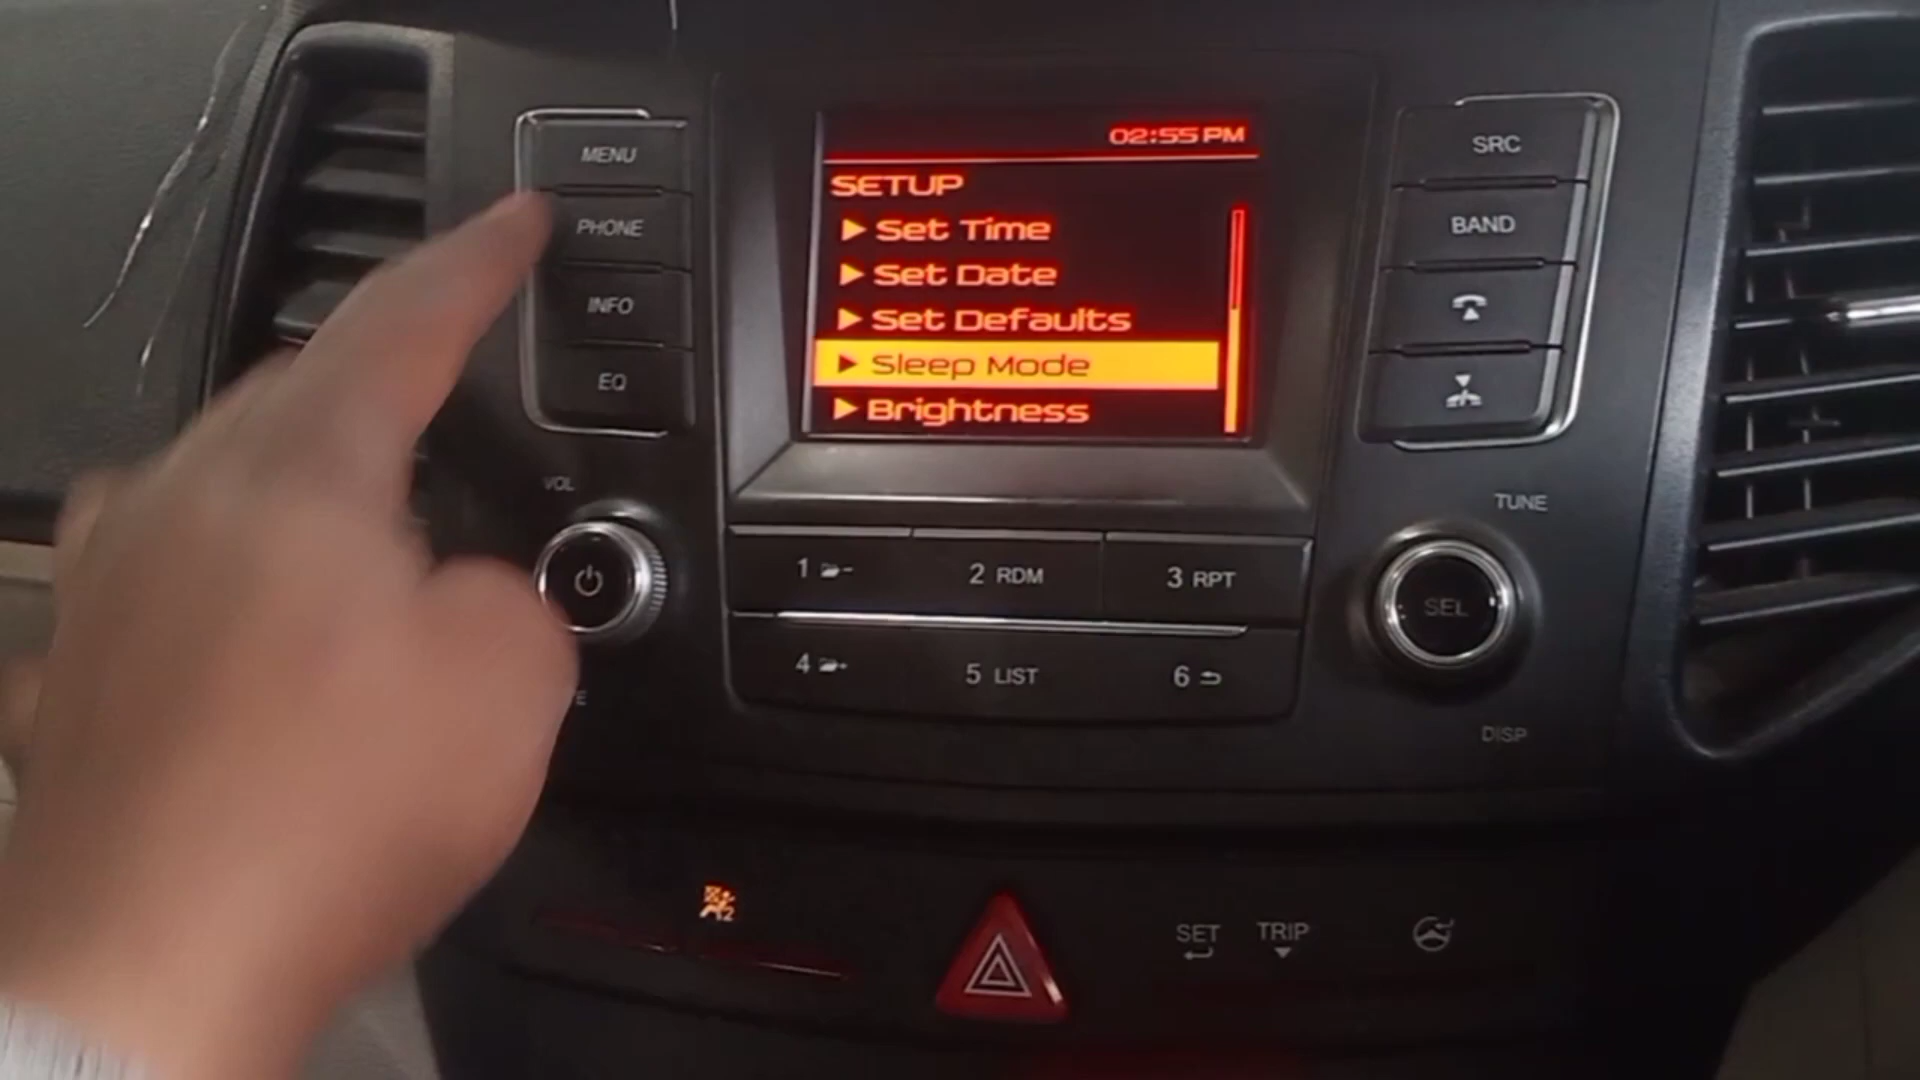 MENU
PHONE
INFO
EQ
VOL
02:55 PM
SETUP
Set Time
Set Date
Set Defaults
Sleep Mode
Brightness
SRC
BAND
TUNE
SEL
DISP
1
2 RDM
3 RPT
4
5 LIST
6
E
12
SET
TRIP